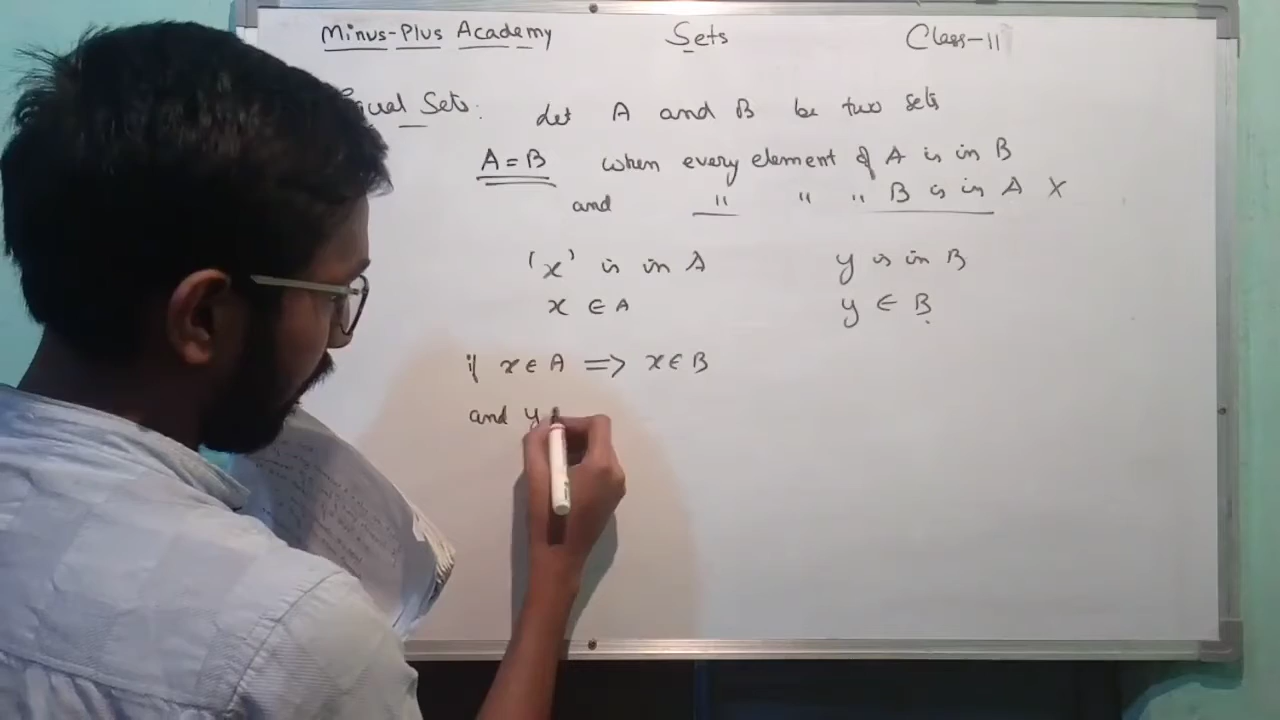 Minus-Plus Academy Sets Class-11
Equal Sets: Let A and B be two sets
A = B when every element of A is in B
and " " " B is in A X
'x' is in A y is in B
x ∈ A y ∈ B
if x ∈ A => x ∈ B
and y